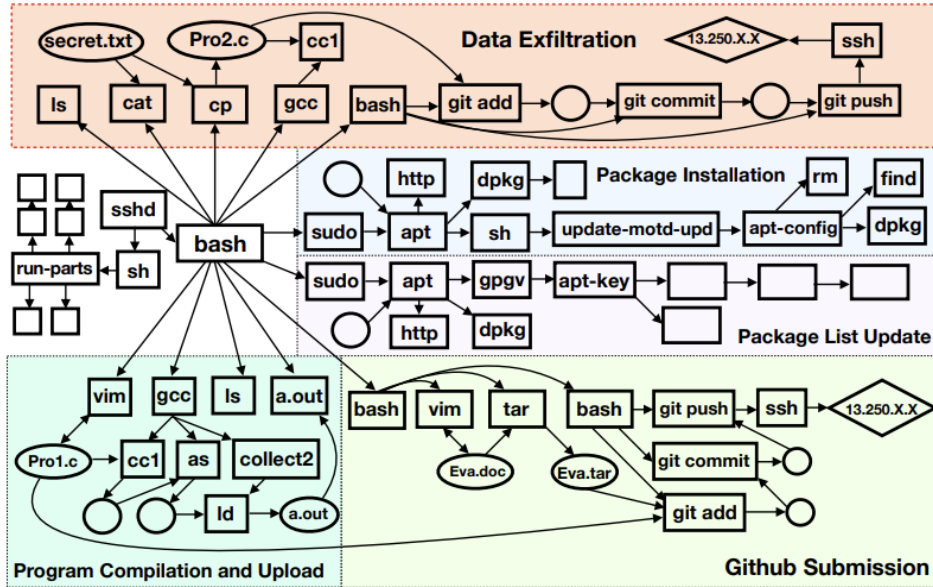 secret.txt
Pro2.c
cc1
Data Exfiltration
13.250.X.X
ssh
ls
cat
cp
gcc
bash
git add
git commit
git push
http
dpkg
Package Installation
rm
find
sshd
bash
sudo
apt
sh
update-motd-upd
apt-config
dpkg
run-parts
sh
sudo
apt
gpgv
apt-key
http
dpkg
Package List Update
vim
gcc
ls
a.out
bash
vim
tar
bash
git push
ssh
13.250.X.X
Pro1.c
cc1
as
collect2
Eva.doc
Eva.tar
git commit
ld
a.out
git add
Program Compilation and Upload
Github Submission